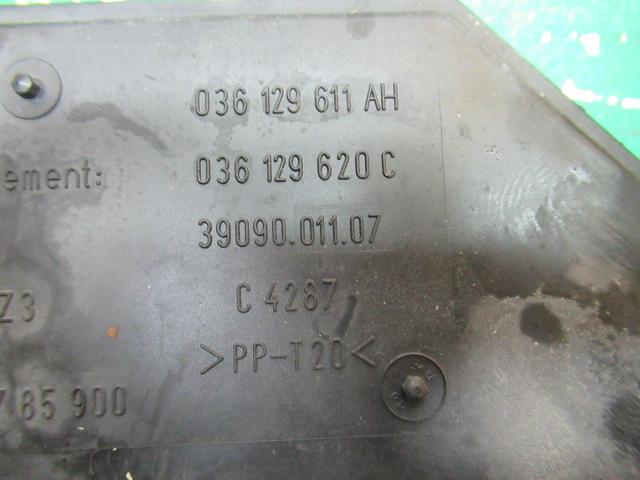 036 129 611 AH
ement: 036 129 620 C
39090.011.07
Z3 C 4287
>PP-T20<
785 900